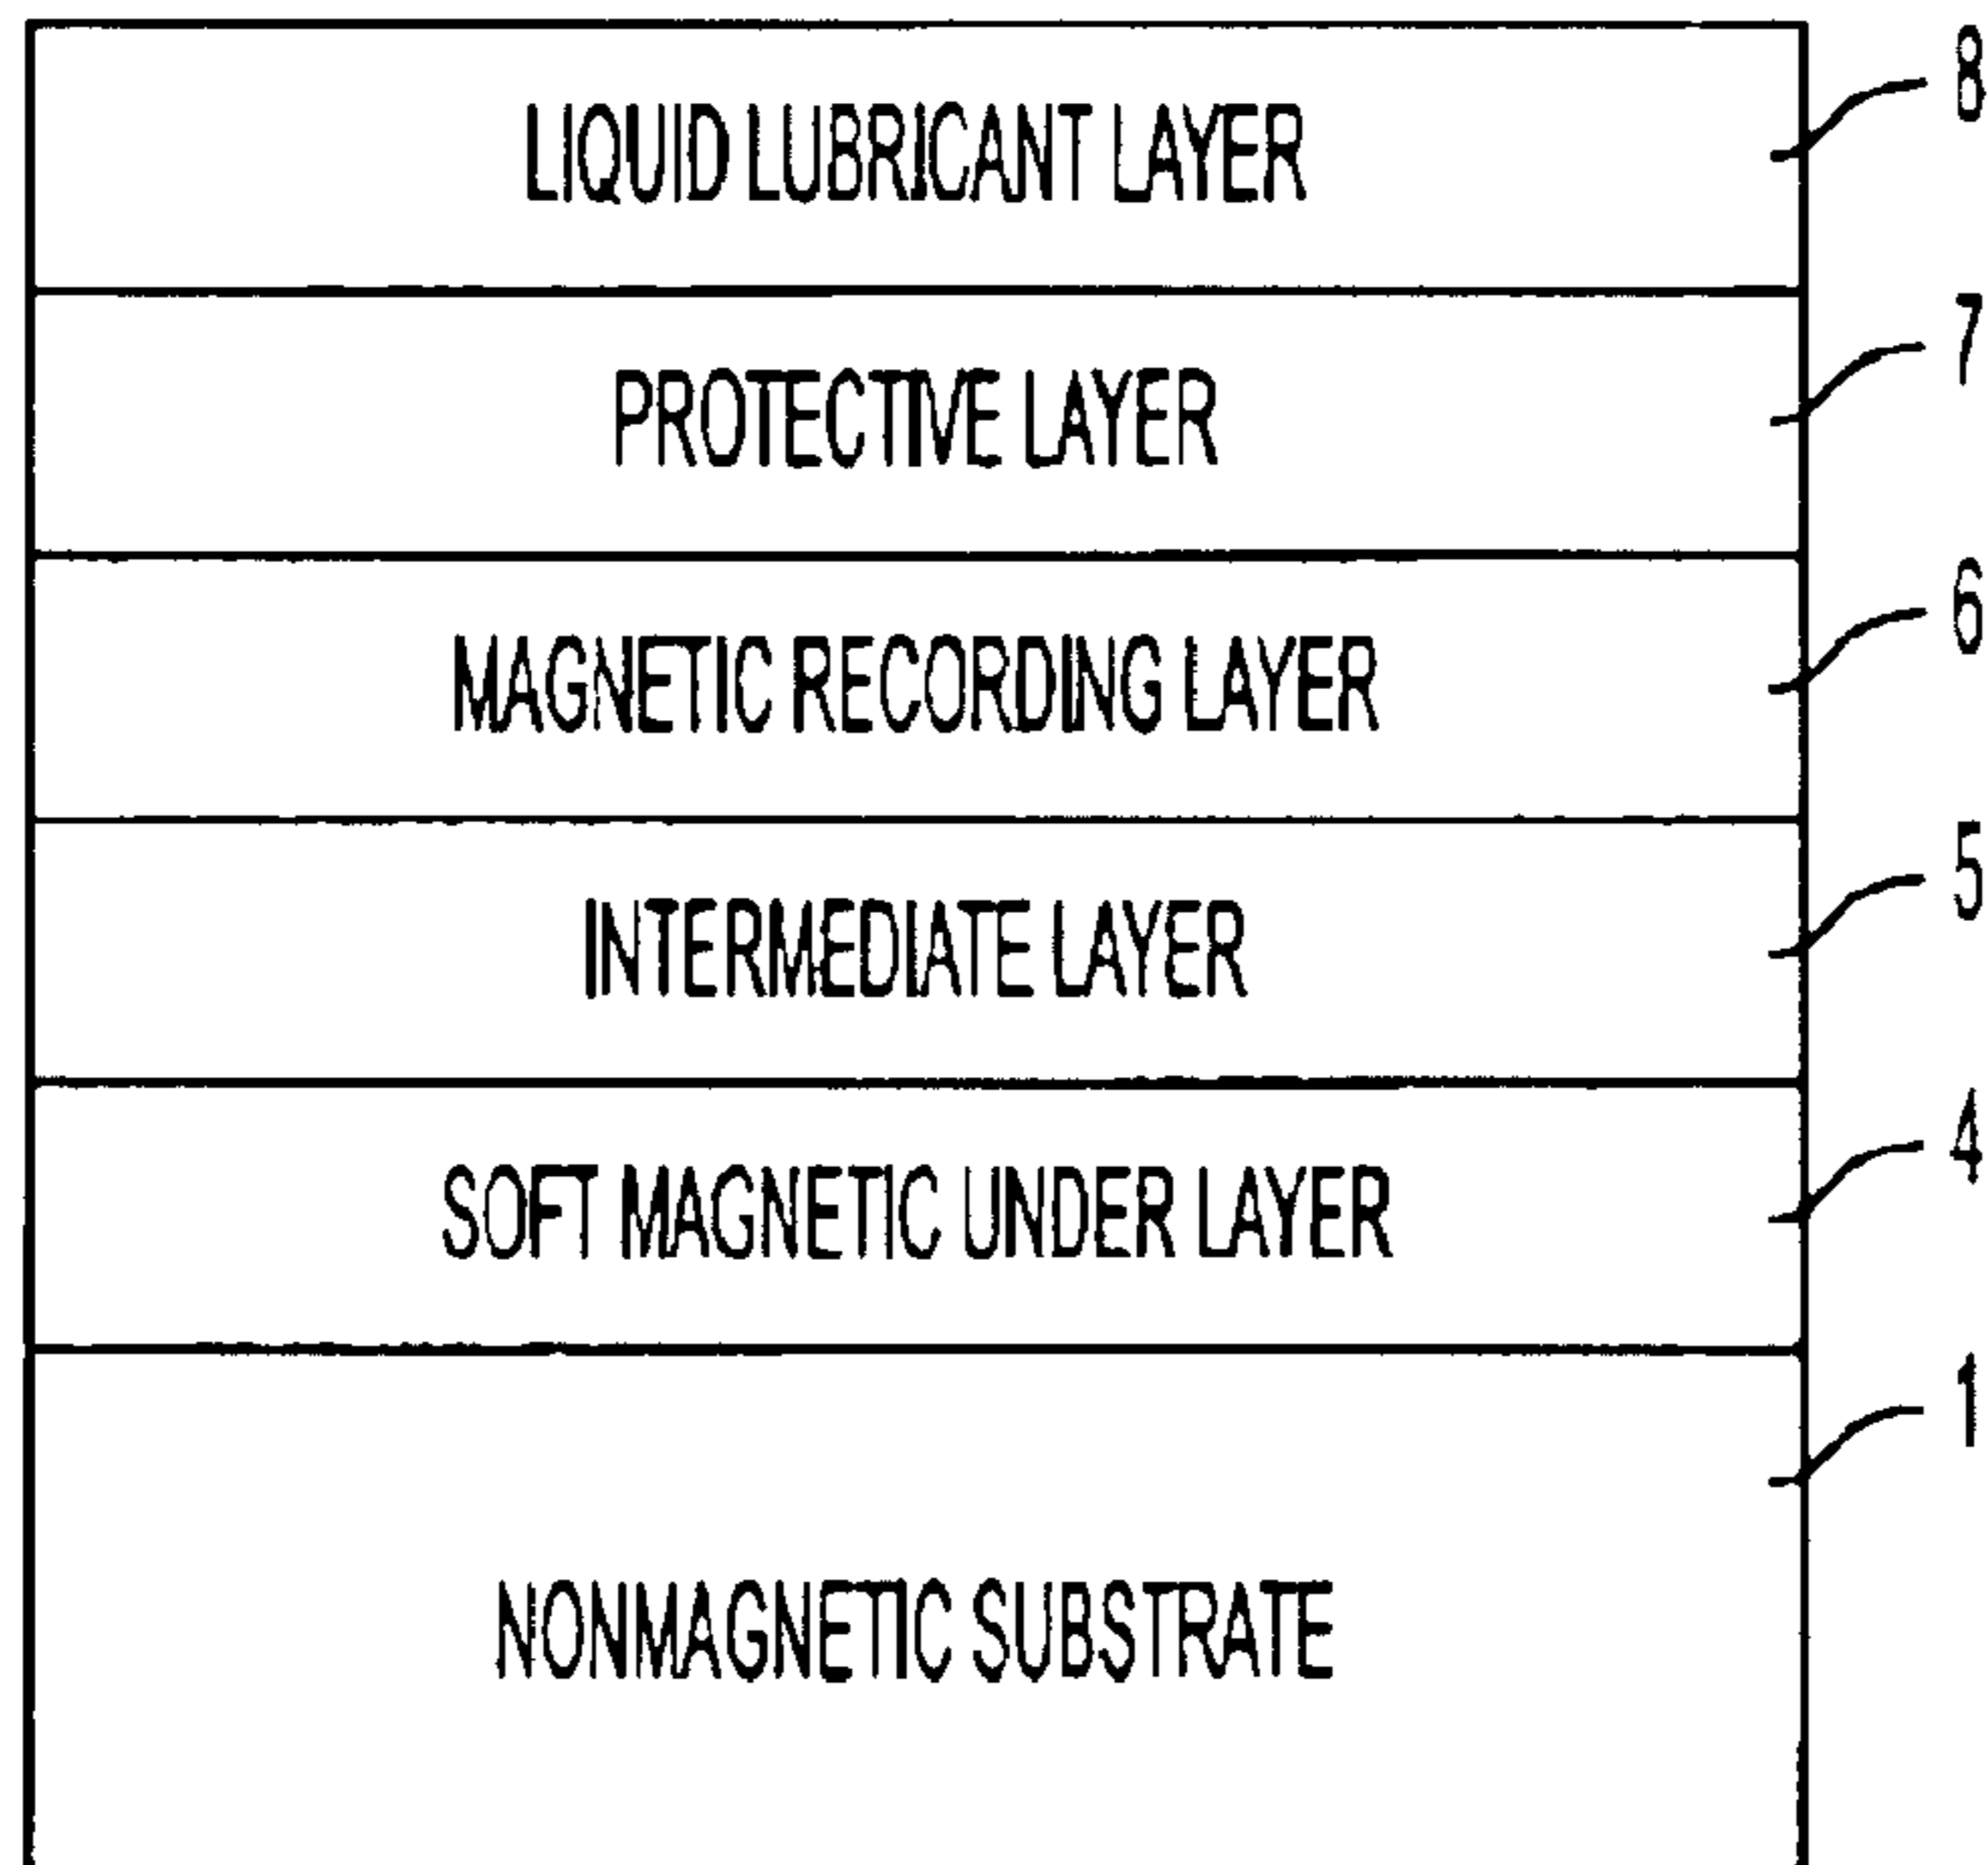 LIQUID LUBRICANT LAYER 8
PROTECTIVE LAYER 7
MAGNETIC RECORDING LAYER 6
INTERMEDIATE LAYER 5
SOFT MAGNETIC UNDER LAYER 4
1
NONMAGNETIC SUBSTRATE